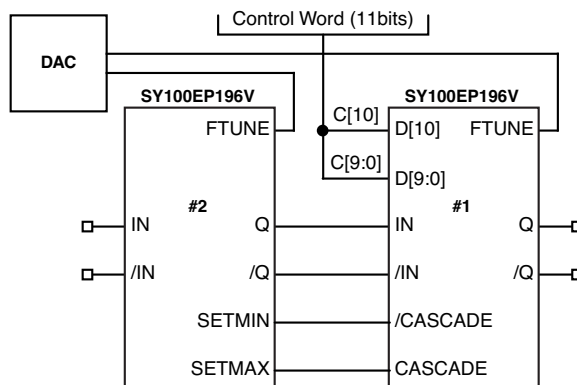 Control Word (11bits)
DAC
SY100EP196V
SY100EP196V
FTUNE
C[10]
D[10]
FTUNE
C[9:0]
D[9:0]
#2
#1
IN
Q
IN
Q
/IN
/Q
/IN
/Q
SETMIN
/CASCADE
SETMAX
CASCADE